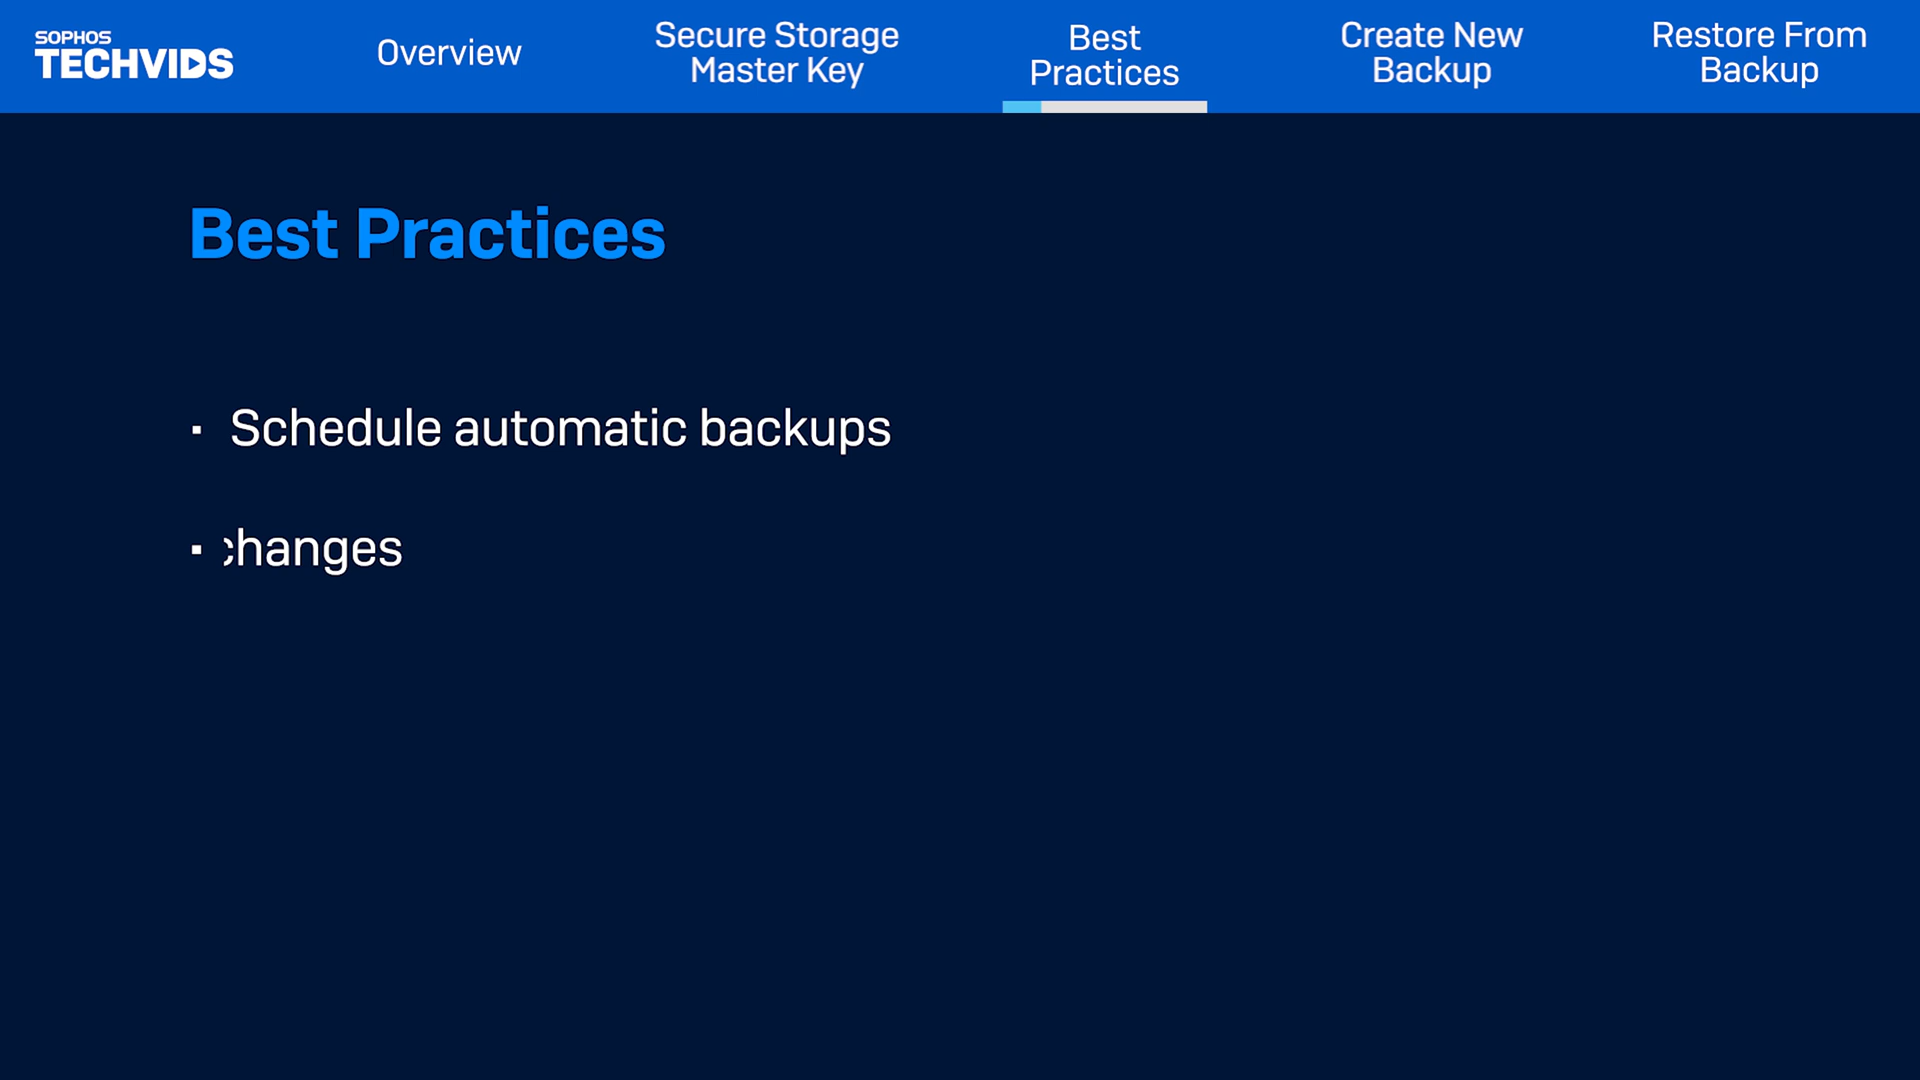 SOPHOS
TECHVIDS
Overview
Secure Storage
Master Key
Best
Practices
Create New
Backup
Restore From
Backup
Best Practices
▪ Schedule automatic backups
▪ changes